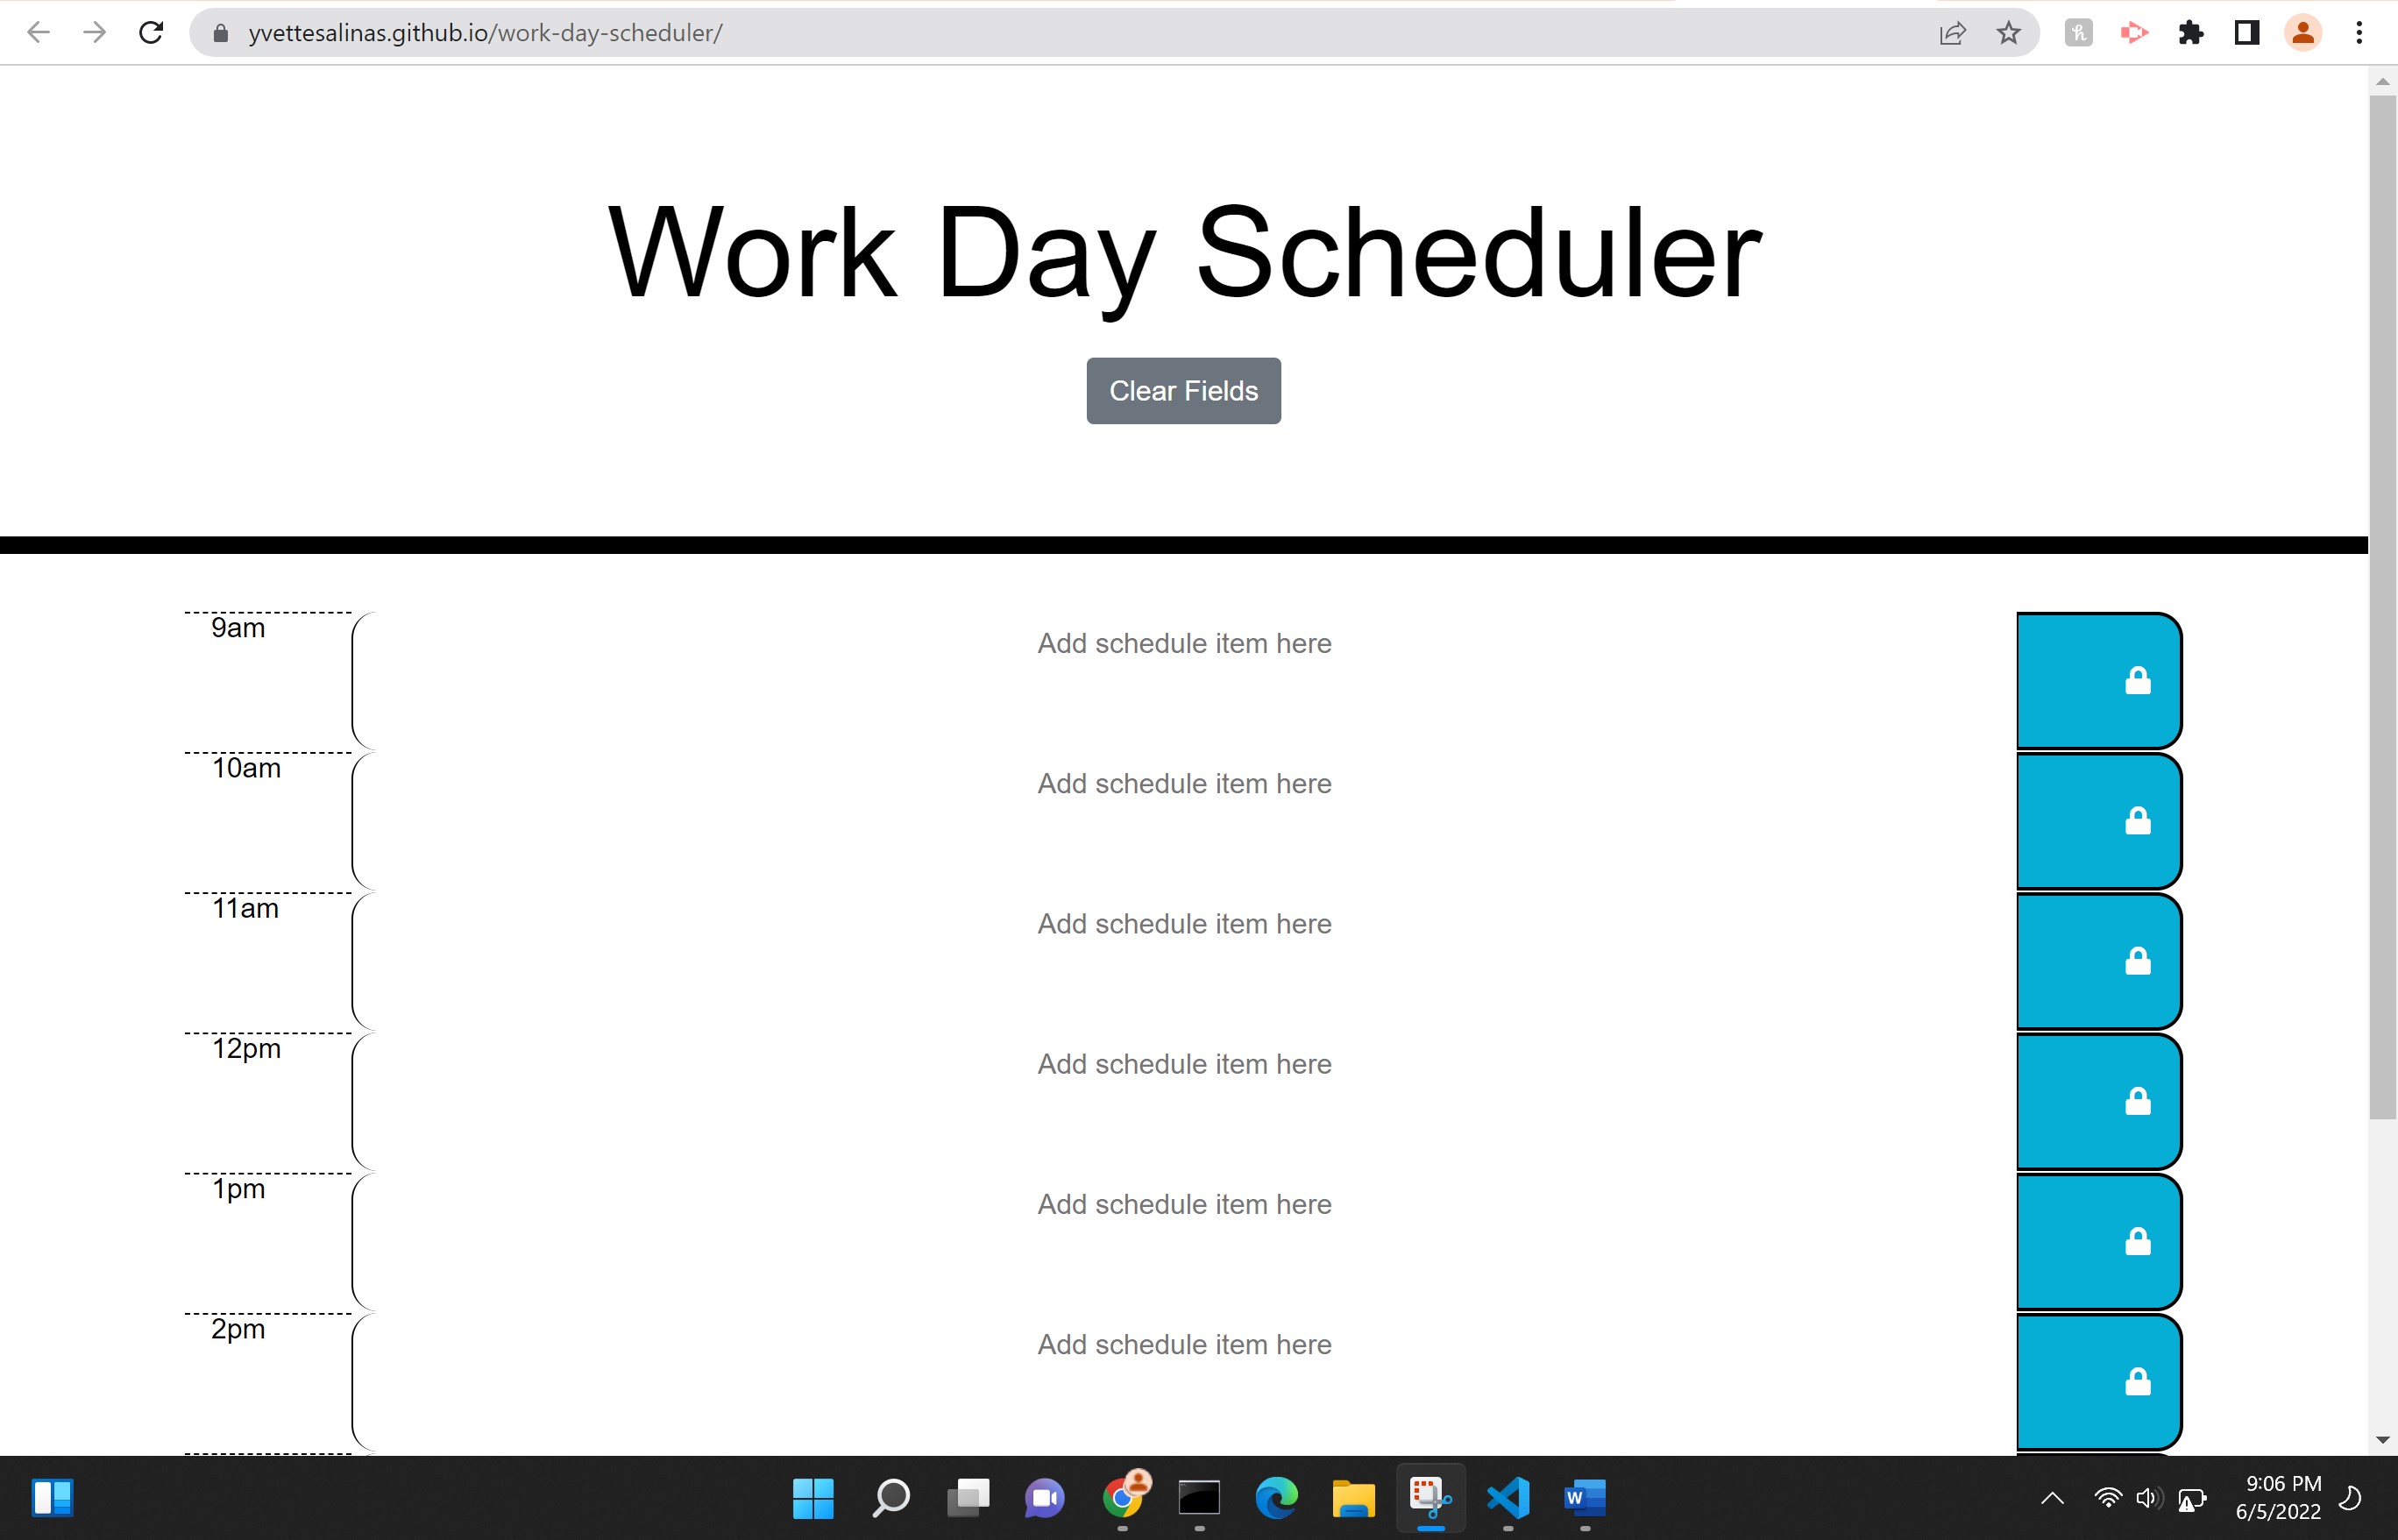 yvettesalinas.github.io/work-day-scheduler/
Work Day Scheduler
Clear Fields
9am
Add schedule item here
10am
Add schedule item here
11am
Add schedule item here
12pm
Add schedule item here
1pm
Add schedule item here
2pm
Add schedule item here
W
9:06 PM
6/5/2022